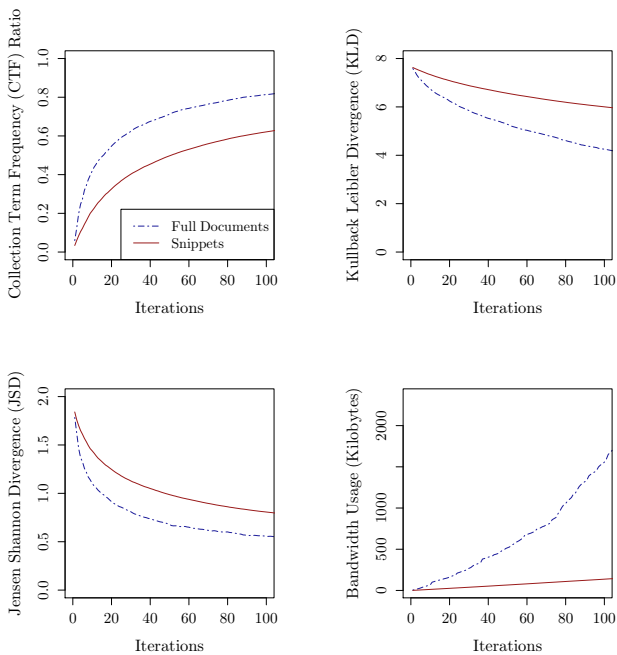 Collection Term Frequency (CTF) Ratio
1.0
0.8
0.6
0.4
0.2
0.0
Full Documents
Snippets
0 20 40 60 80 100
Iterations
Kullback Leibler Divergence (KLD)
8
6
4
2
0
0 20 40 60 80 100
Iterations
Jensen Shannon Divergence (JSD)
2.0
1.5
1.0
0.5
0.0
0 20 40 60 80 100
Iterations
Bandwidth Usage (Kilobytes)
2000
1000
500
0
0 20 40 60 80 100
Iterations